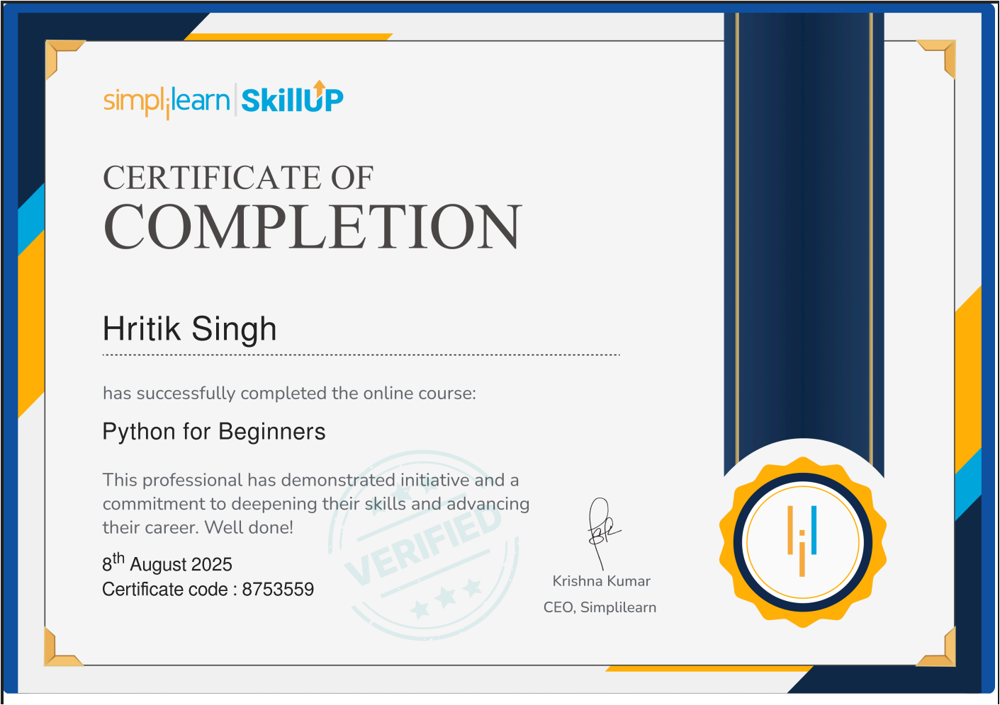 simplilearn | SkillUP
CERTIFICATE OF
COMPLETION
Hritik Singh
has successfully completed the online course:
Python for Beginners
This professional has demonstrated initiative and a
commitment to deepening their skills and advancing
their career. Well done!
VERIFIED
8th August 2025
Certificate code : 8753559
Krishna Kumar
CEO, Simplilearn